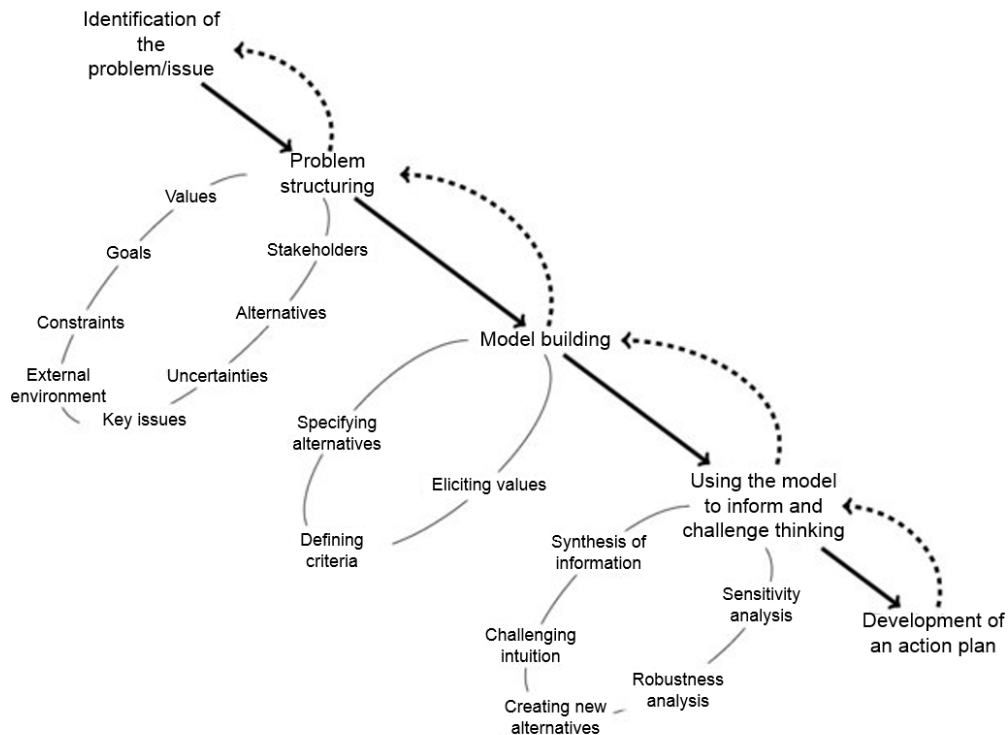 Identification of
the
problem/issue
Problem
structuring
Values
Goals
Constraints
External
environment
Key issues
Uncertainties
Alternatives
Stakeholders
Model building
Specifying
alternatives
Defining
criteria
Eliciting values
Using the model
to inform and
challenge thinking
Synthesis of
information
Challenging
intuition
Creating new
alternatives
Robustness
analysis
Sensitivity
analysis
Development of
an action plan